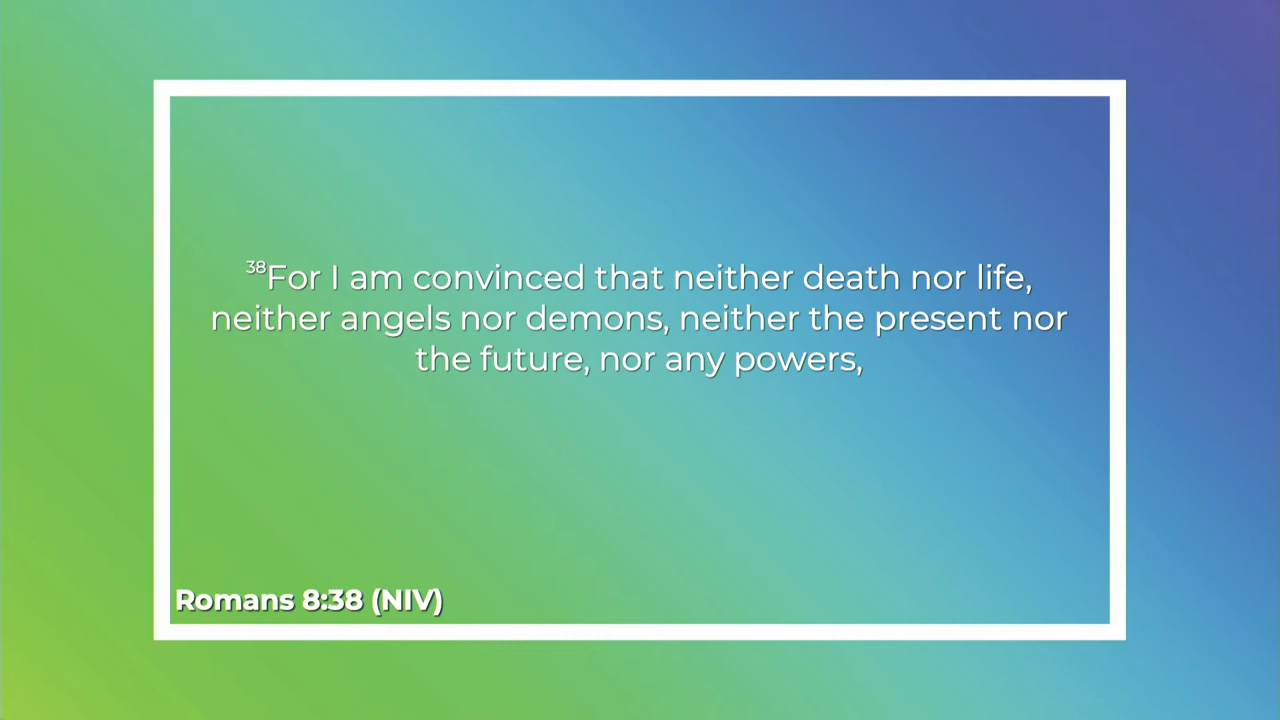 38For I am convinced that neither death nor life,
neither angels nor demons, neither the present nor
the future, nor any powers,
Romans 8:38 (NIV)